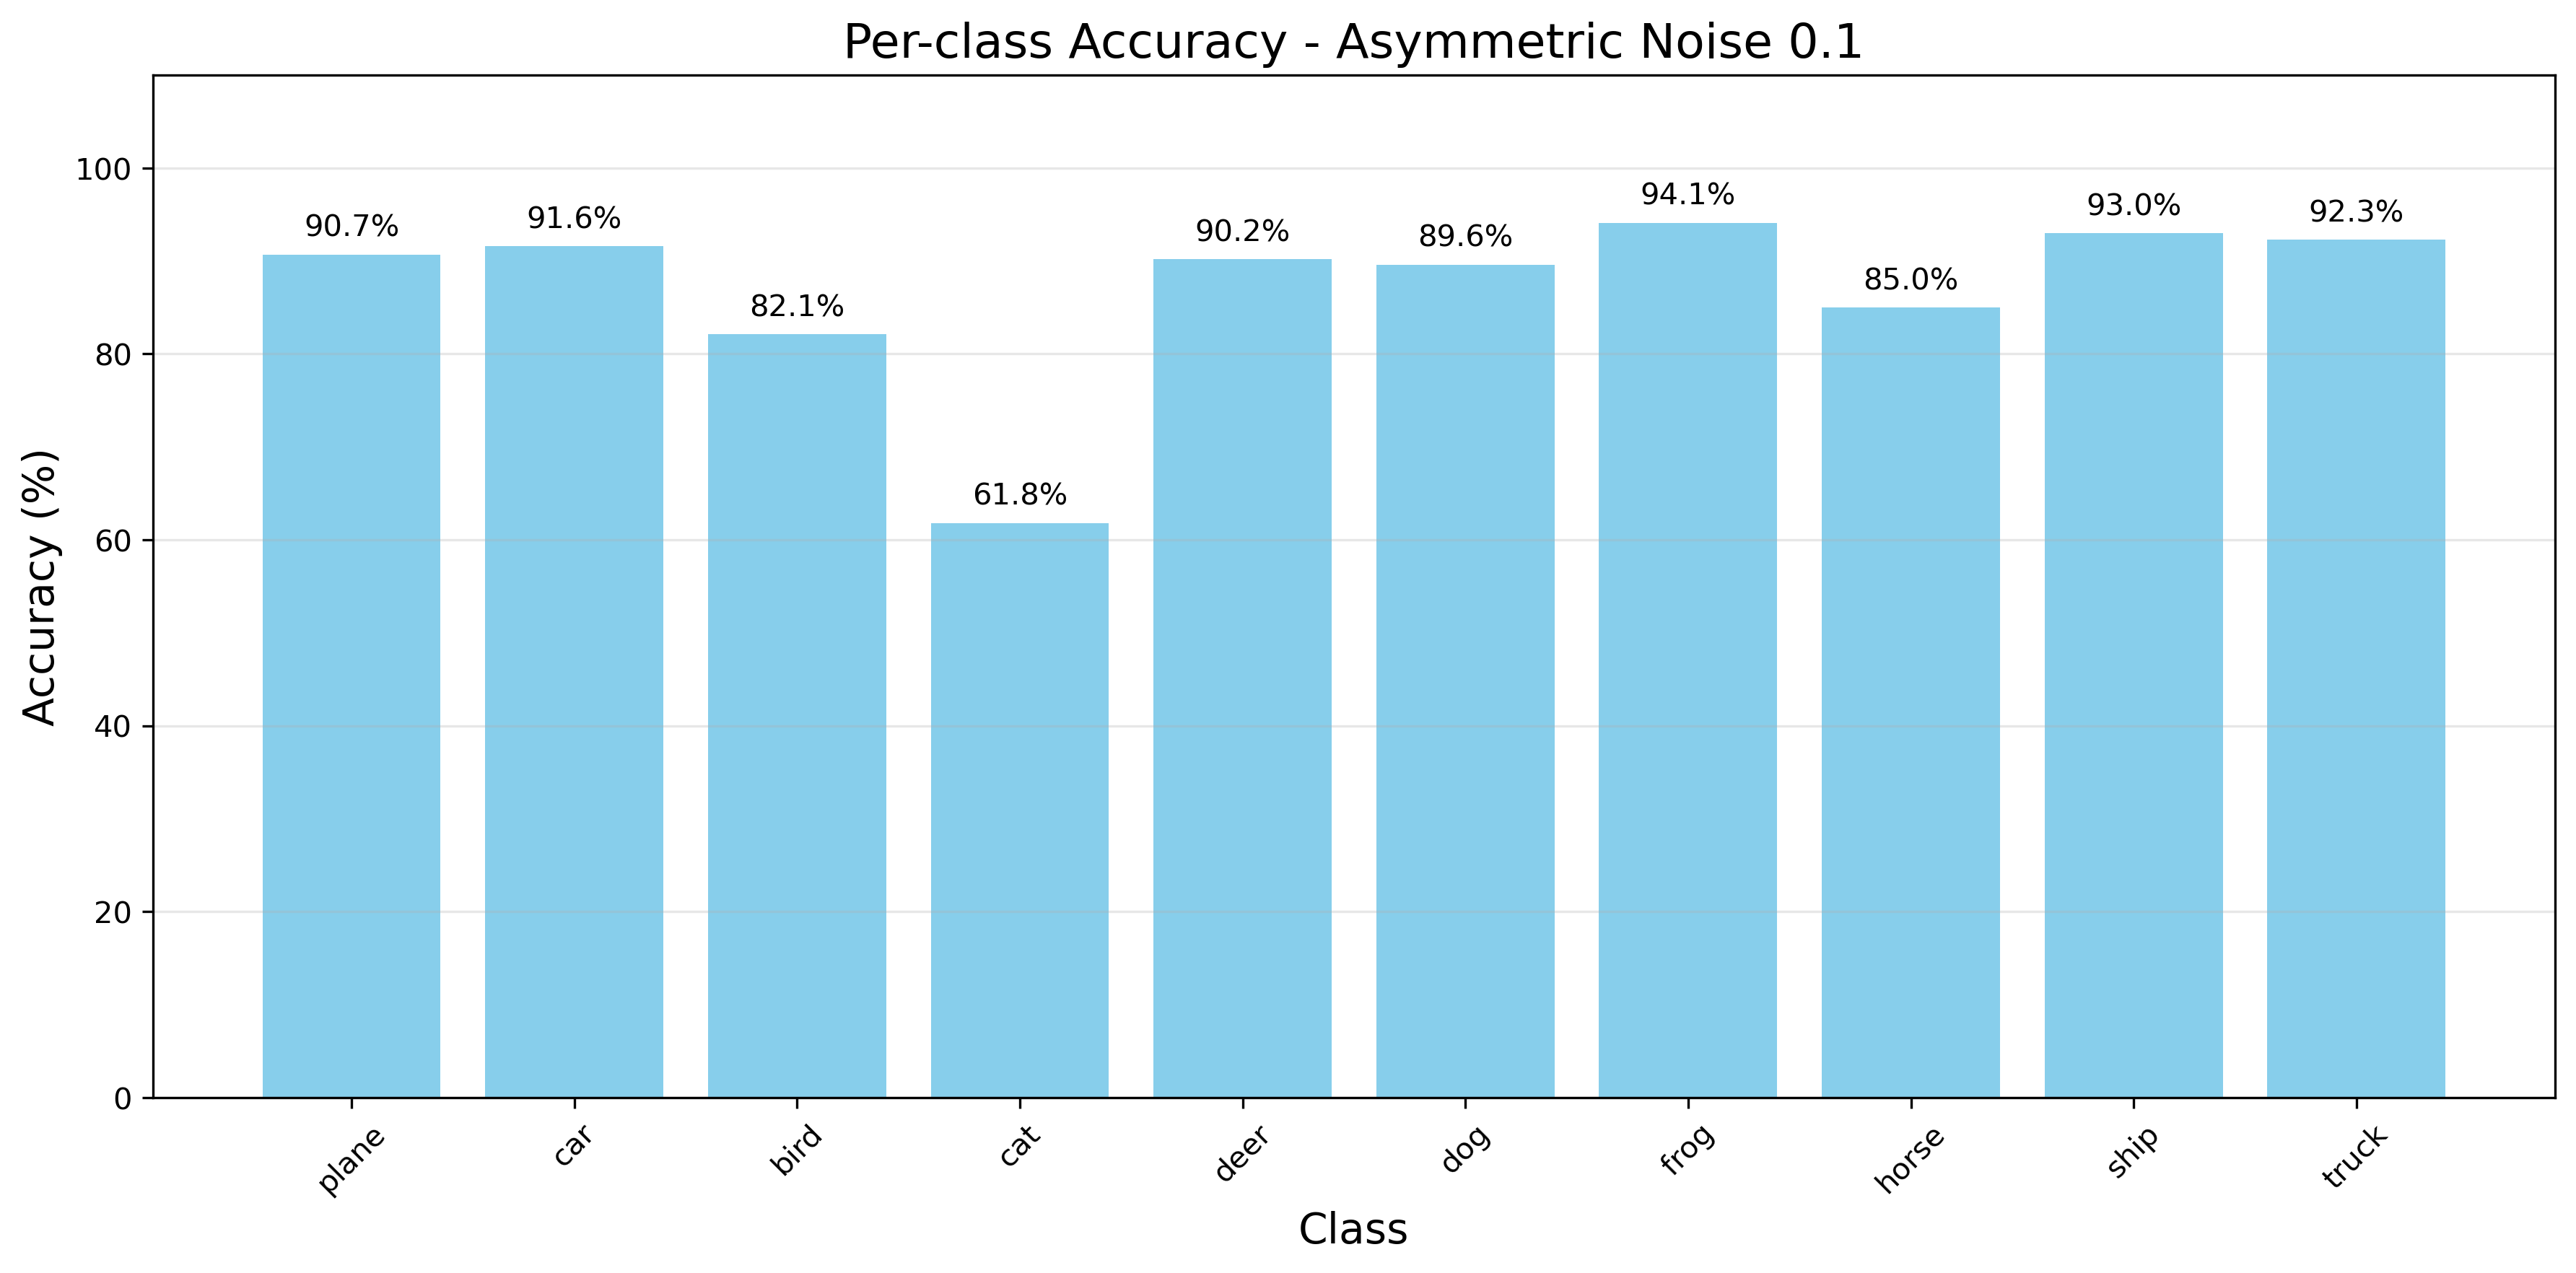 Per-class Accuracy - Asymmetric Noise 0.1
Accuracy (%)
100
80
60
40
20
0
90.7%
91.6%
82.1%
61.8%
90.2%
89.6%
94.1%
85.0%
93.0%
92.3%
plane
car
bird
cat
deer
dog
frog
horse
ship
truck
Class